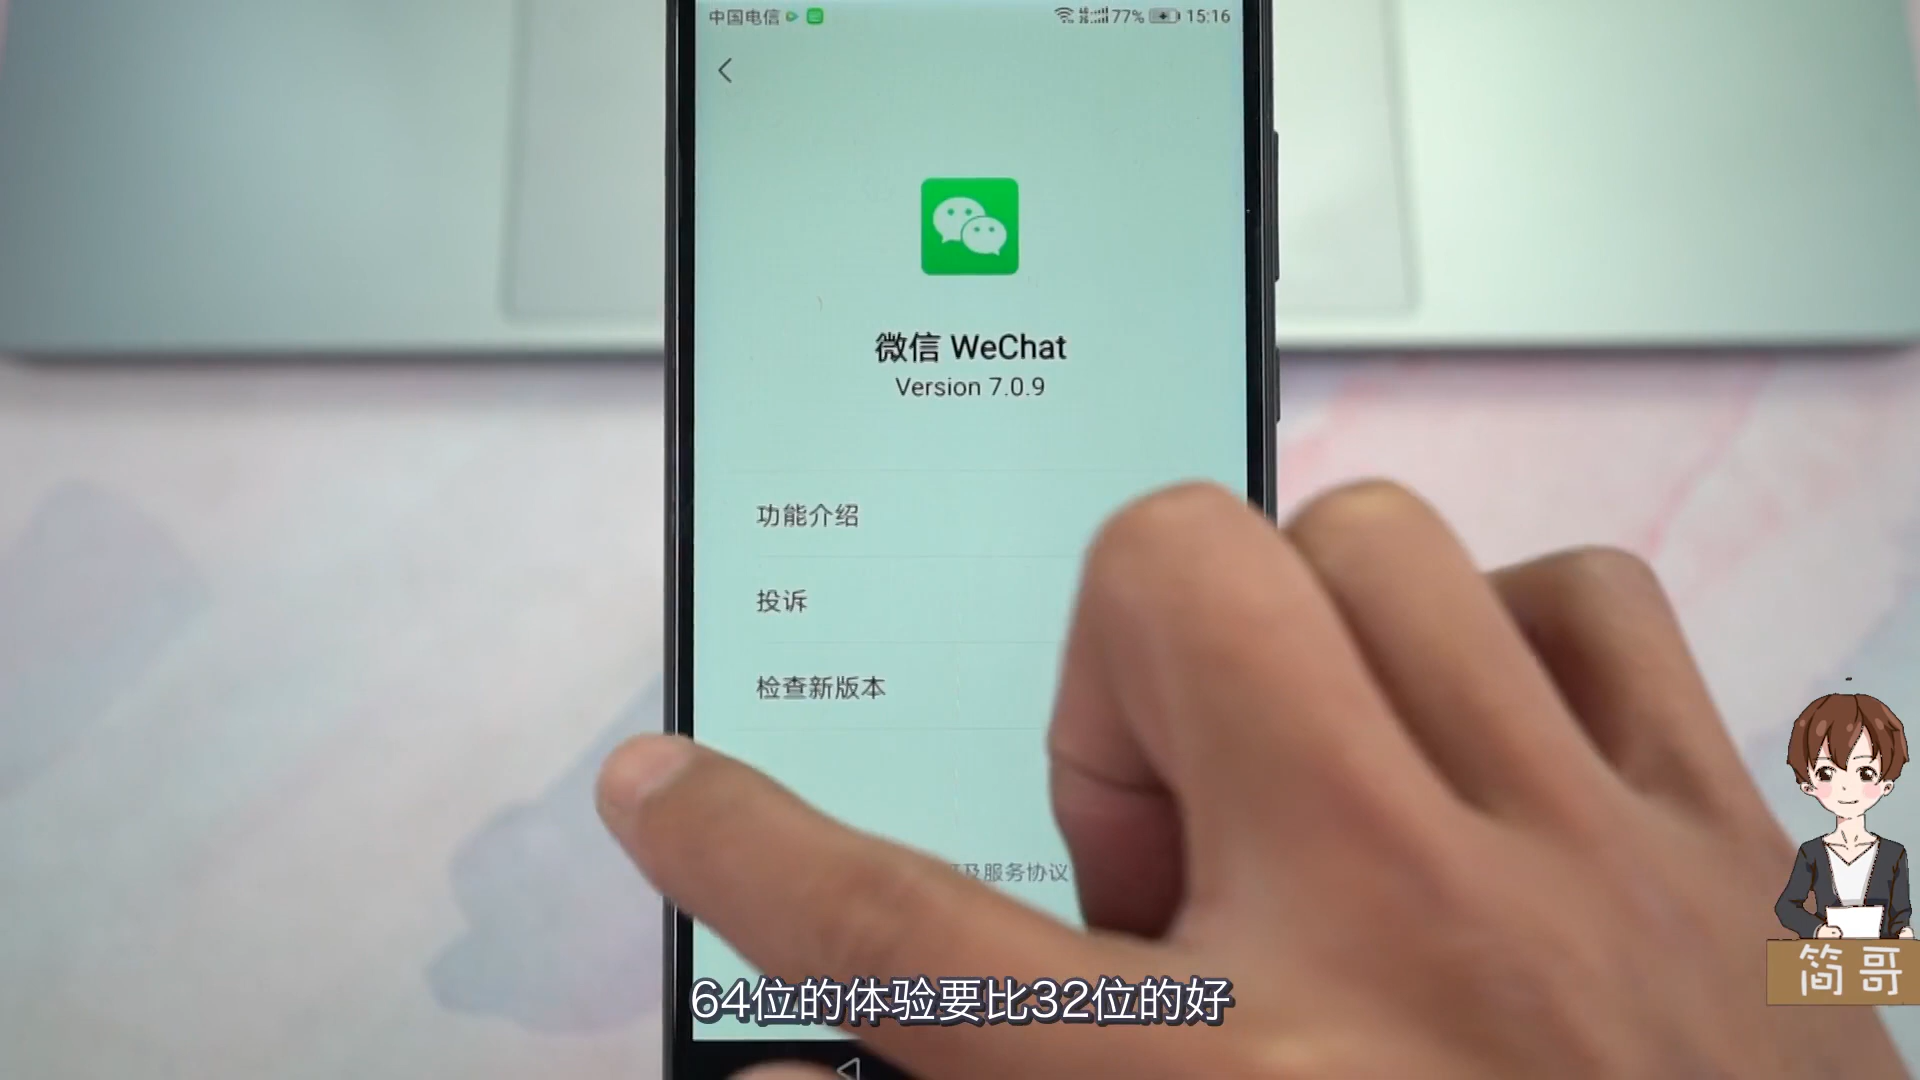 中国电信
77%
15:16
微信 WeChat
Version 7.0.9
功能介绍
投诉
检查新版本
及服务协议
64位的体验要比32位的好
简哥